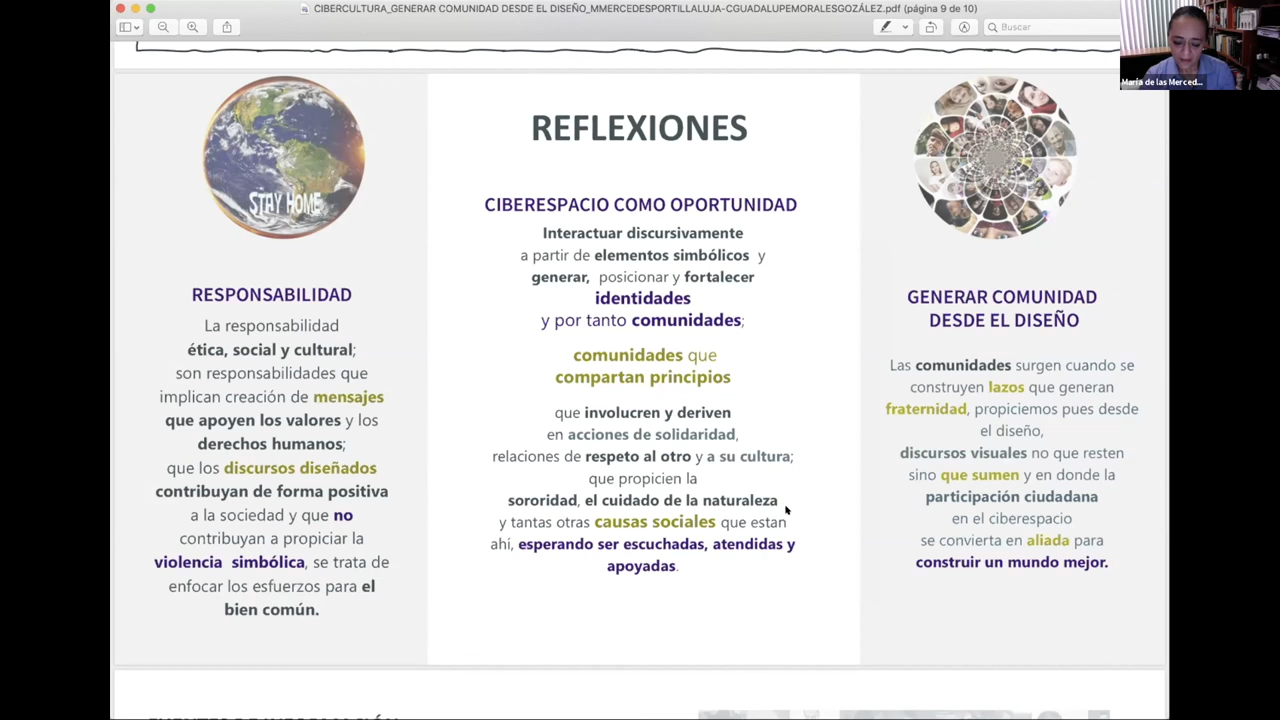 CIBERCULTURA_GENERAR COMUNIDAD DESDE EL DISEÑO_MMERCEDESPORTILLALUJA-CGUADALUPEMORALESGOZÁLEZ.pdf (página 9 de 10)
Buscar
María de las Merced...
STAY HOME
RESPONSABILIDAD
La responsabilidad
ética, social y cultural;
son responsabilidades que
implican creación de mensajes
que apoyen los valores y los
derechos humanos;
que los discursos diseñados
contribuyan de forma positiva
a la sociedad y que no
contribuyan a propiciar la
violencia simbólica, se trata de
enfocar los esfuerzos para el
bien común.
REFLEXIONES
CIBERESPACIO COMO OPORTUNIDAD
Interactuar discursivamente
a partir de elementos simbólicos y
generar, posicionar y fortalecer
identidades
y por tanto comunidades;
comunidades que
compartan principios
que involucren y deriven
en acciones de solidaridad,
relaciones de respeto al otro y a su cultura;
que propicien la
sororidad, el cuidado de la naturaleza
y tantas otras causas sociales que estan
ahí, esperando ser escuchadas, atendidas y
apoyadas.
GENERAR COMUNIDAD
DESDE EL DISEÑO
Las comunidades surgen cuando se
construyen lazos que generan
fraternidad, propiciemos pues desde
el diseño,
discursos visuales no que resten
sino que sumen y en donde la
participación ciudadana
en el ciberespacio
se convierta en aliada para
construir un mundo mejor.